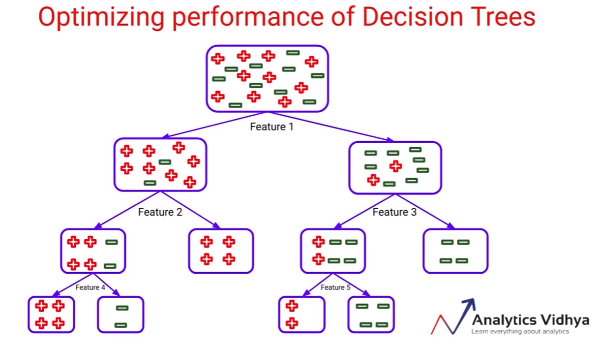 Optimizing performance of Decision Trees
Feature 1
Feature 2
Feature 3
Feature 4
Feature 5
Analytics Vidhya
Learn everything about analytics